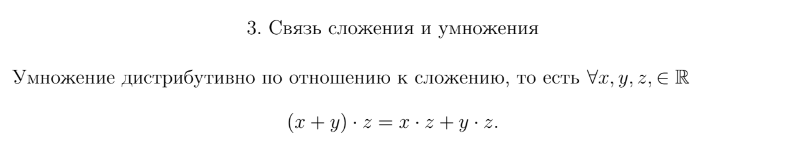 3. Связь сложения и умножения
Умножение дистрибутивно по отношению к сложению, то есть ∀x, y, z, ∈ ℝ
(x + y) · z = x · z + y · z.